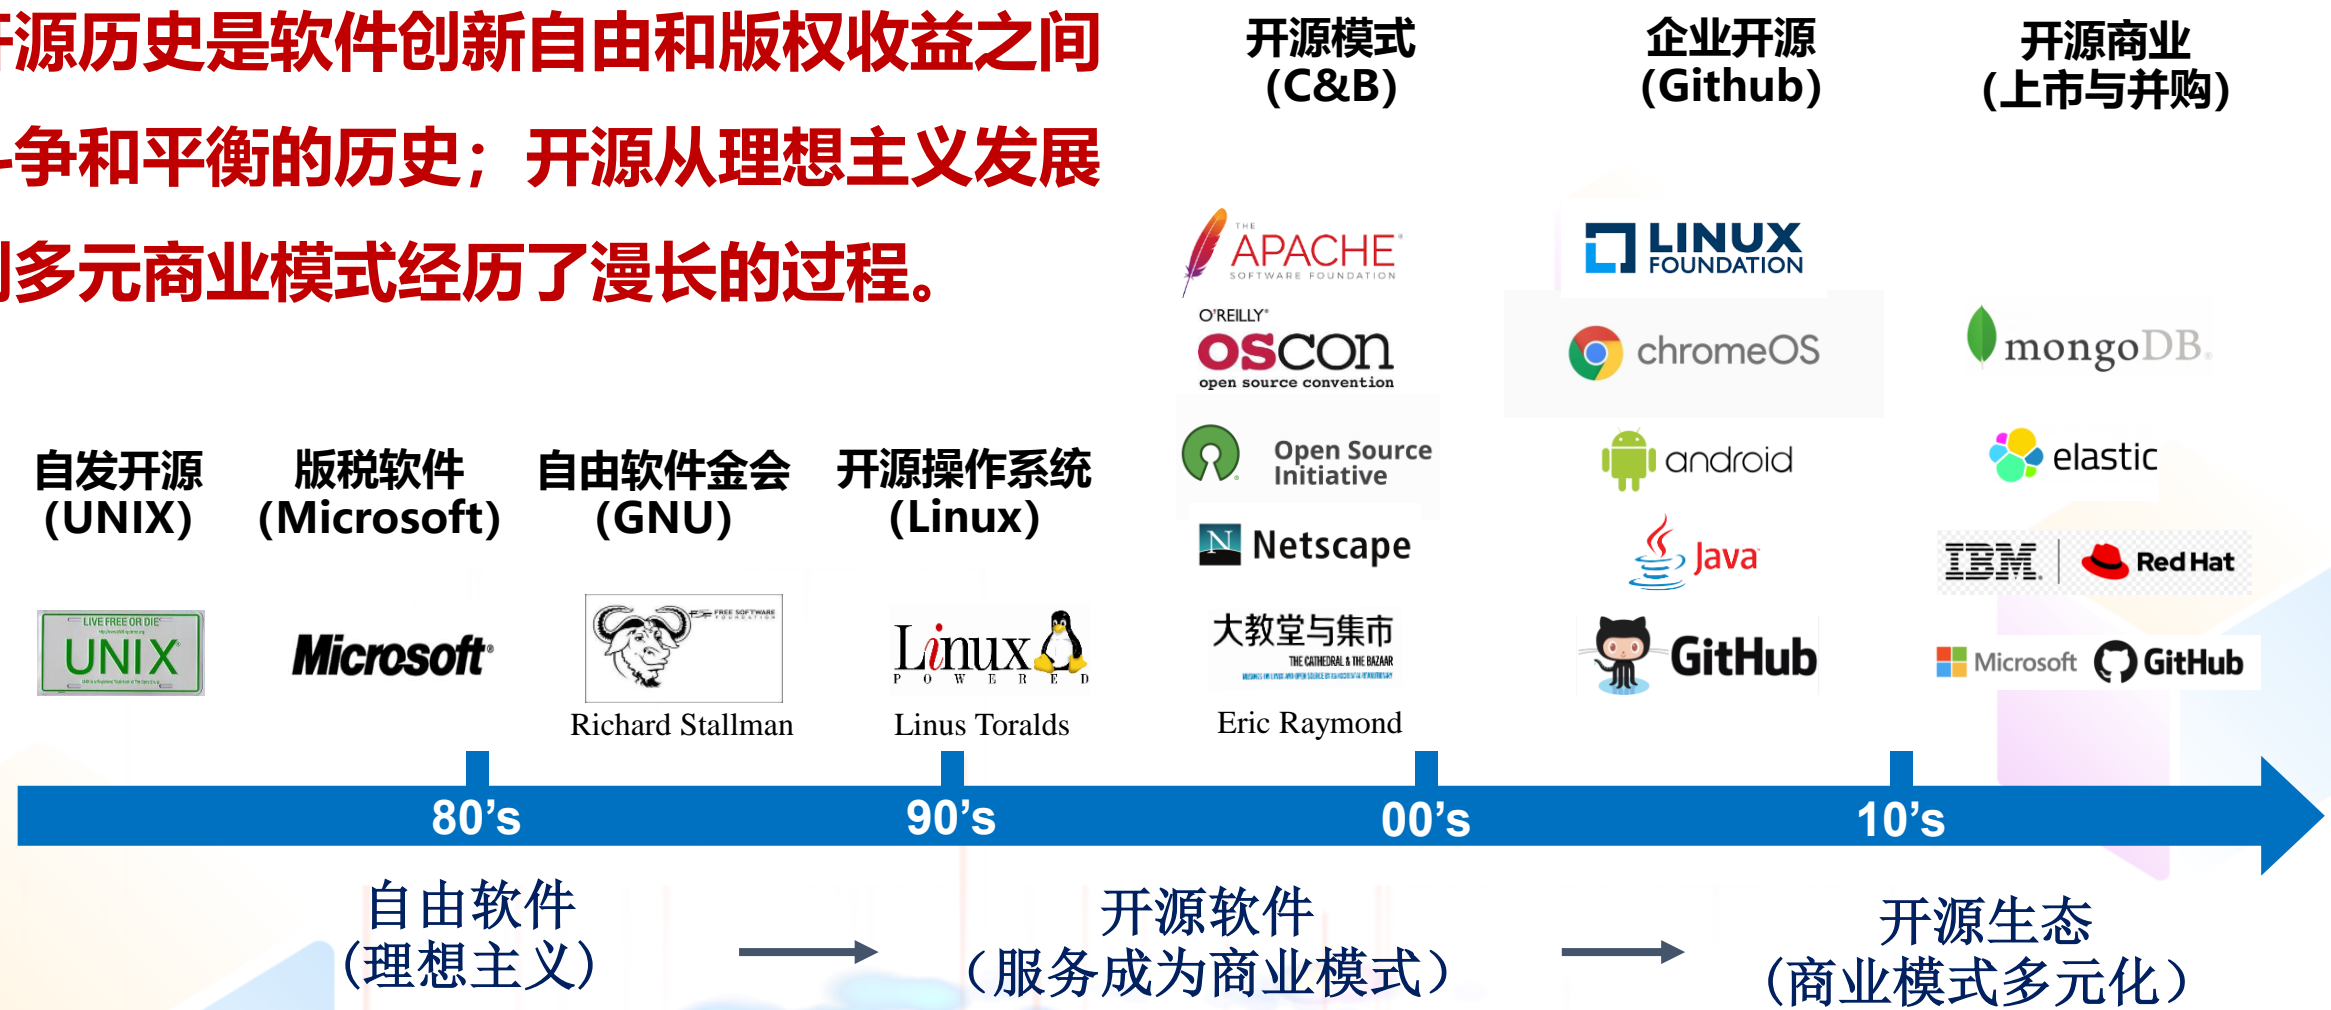 开源历史是软件创新自由和版权收益之间
斗争和平衡的历史；开源从理想主义发展
到多元商业模式经历了漫长的过程。
自发开源
(UNIX)
LIVE FREE OR DIE
UNIX
版税软件
(Microsoft)
Microsoft
自由软件金会
(GNU)
FREE SOFTWARE
FOUNDATION
Richard Stallman
开源操作系统
(Linux)
Linux
POWERED
Linus Toralds
开源模式
(C&B)
THE
APACHE
SOFTWARE FOUNDATION
O'REILLY
OSCON
open source convention
Open Source
Initiative
Netscape
大教堂与集市
THE CATHEDRAL & THE BAZAAR
Eric Raymond
企业开源
(Github)
LINUX
FOUNDATION
chromeOS
android
Java
GitHub
开源商业
(上市与并购)
mongoDB
elastic
IBM
Red Hat
Microsoft GitHub
80's
90's
00's
10's
自由软件
(理想主义)
开源软件
（服务成为商业模式）
开源生态
(商业模式多元化）